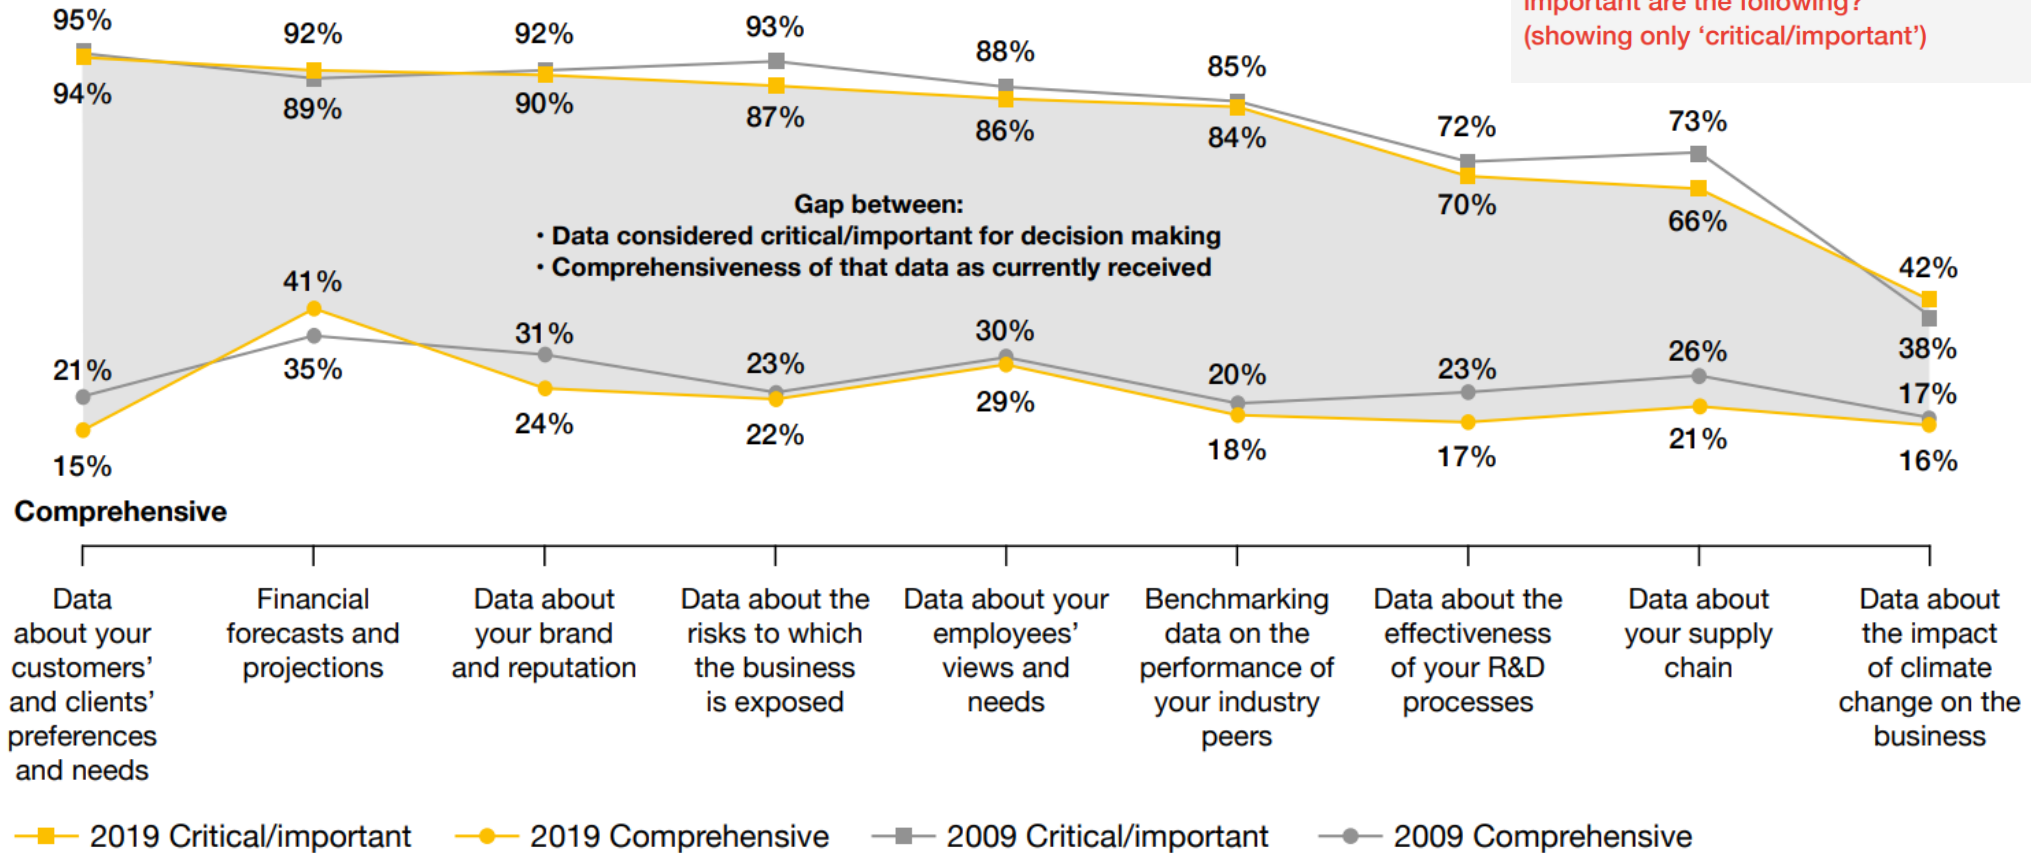 important are the following?
(showing only ‘critical/important’)
95% 92% 92% 93% 88% 85% 72% 73% 42%
94% 89% 90% 87% 86% 84% 70% 66% 38%
Gap between:
• Data considered critical/important for decision making
• Comprehensiveness of that data as currently received
21% 41% 31% 23% 30% 20% 23% 26% 17%
15% 35% 24% 22% 29% 18% 17% 21% 16%
Comprehensive
Data
about your
customers’
and clients’
preferences
and needs
Financial
forecasts and
projections
Data about
your brand
and reputation
Data about the
risks to which
the business
is exposed
Data about your
employees’
views and
needs
Benchmarking
data on the
performance of
your industry
peers
Data about the
effectiveness
of your R&D
processes
Data about
your supply
chain
Data about
the impact
of climate
change on the
business
2019 Critical/important 2019 Comprehensive 2009 Critical/important 2009 Comprehensive